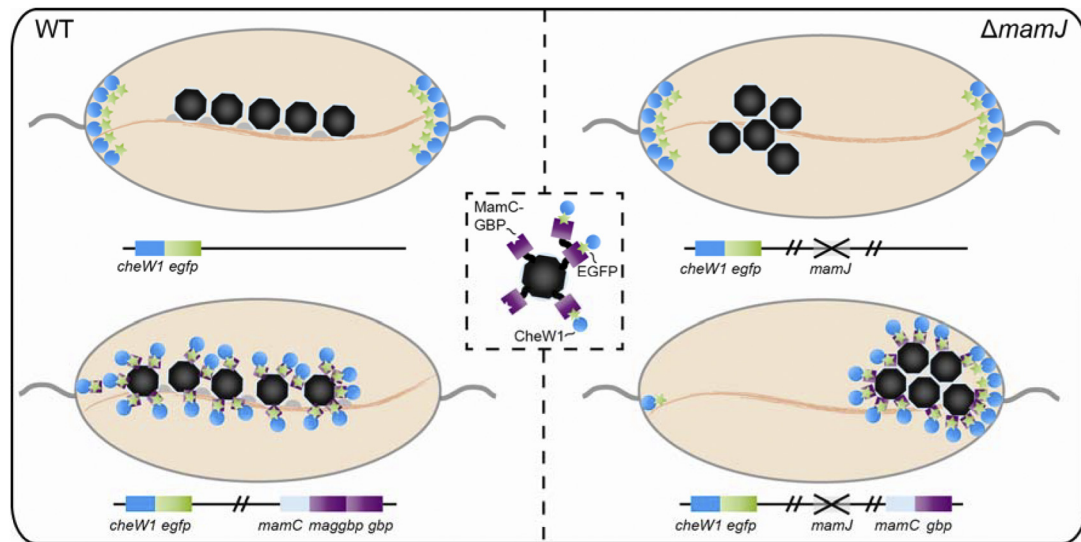 WT
ΔmamJ
cheW1 egfp
cheW1 egfp mamJ
MamC-
GBP
EGFP
CheW1
cheW1 egfp mamC maggbp gbp
cheW1 egfp mamJ mamC gbp